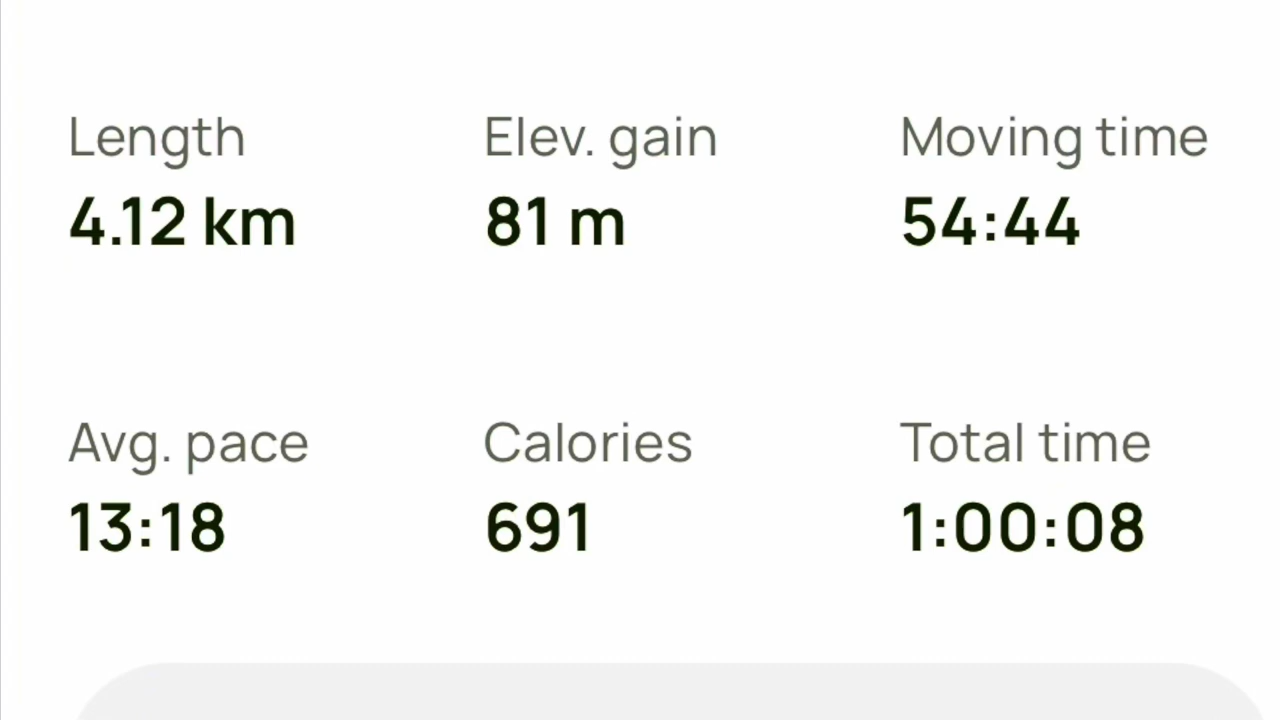 Length
Elev. gain
Moving time
4.12 km
81 m
54:44
Avg. pace
Calories
Total time
13:18
691
1:00:08